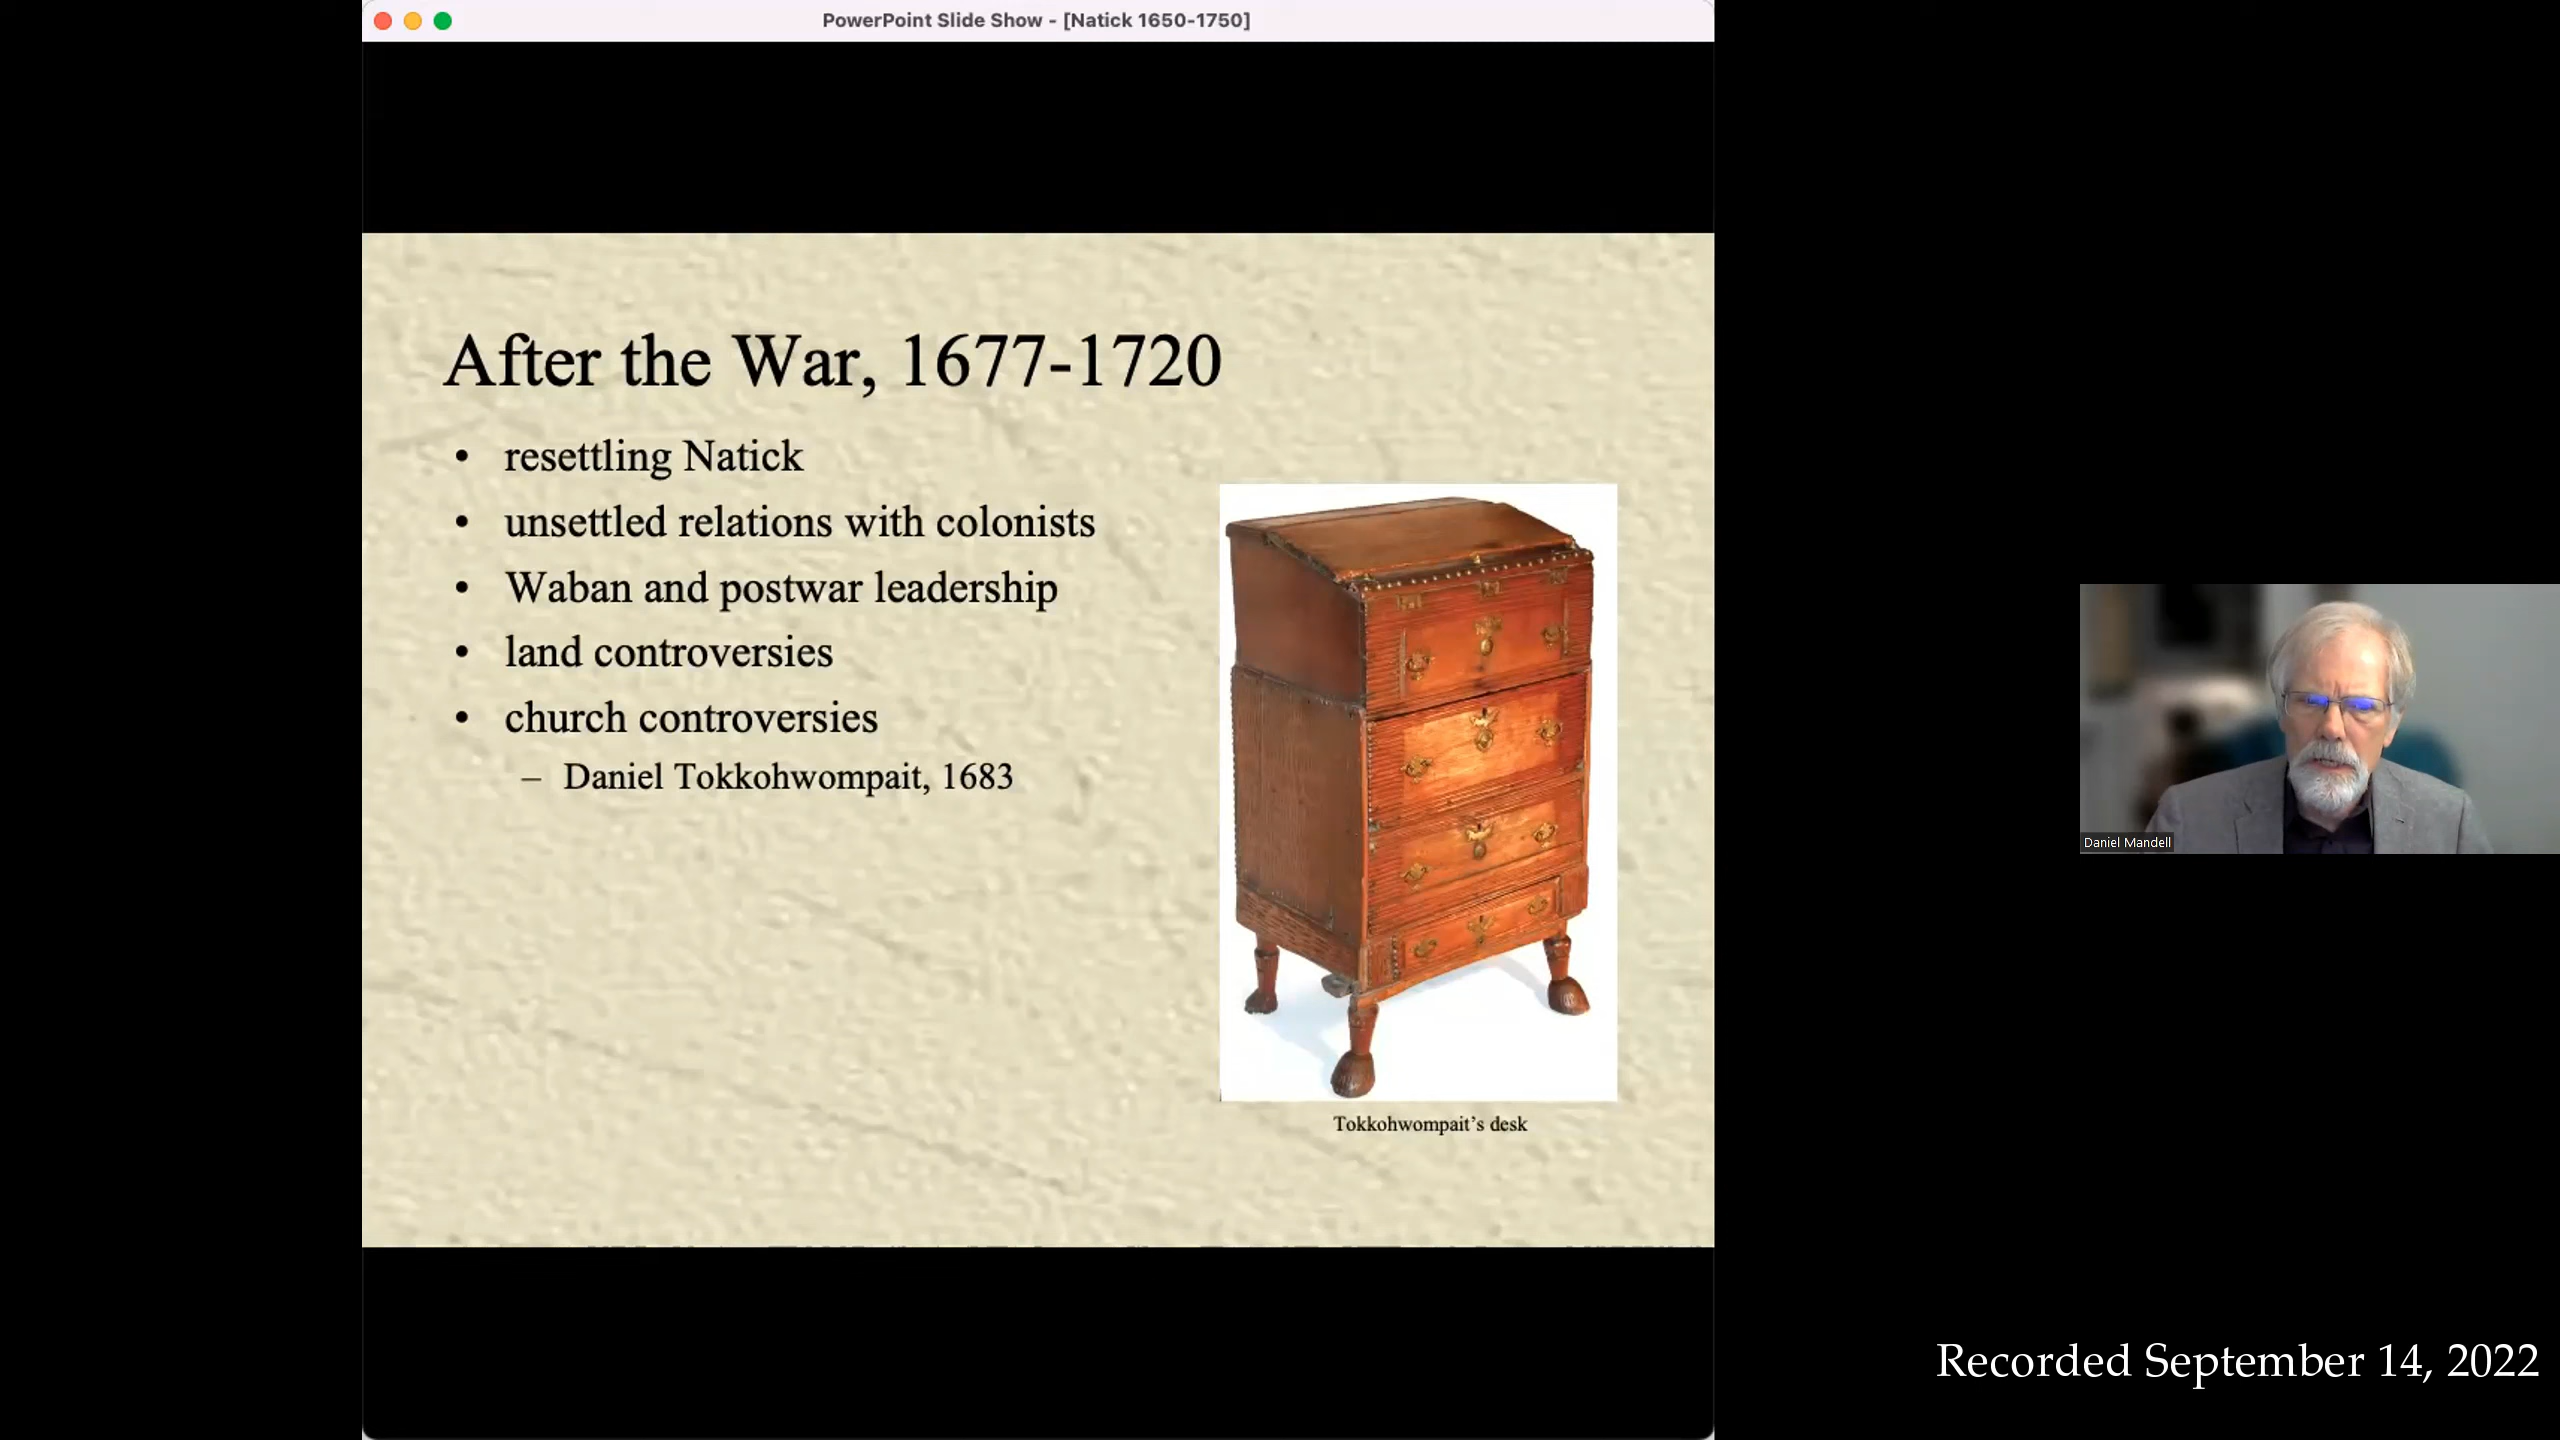 PowerPoint Slide Show - [Natick 1650-1750]
After the War, 1677-1720
• resettling Natick
• unsettled relations with colonists
• Waban and postwar leadership
• land controversies
• church controversies
– Daniel Tokkohwompait, 1683
Tokkohwompait’s desk
Daniel Mandell
Recorded September 14, 2022